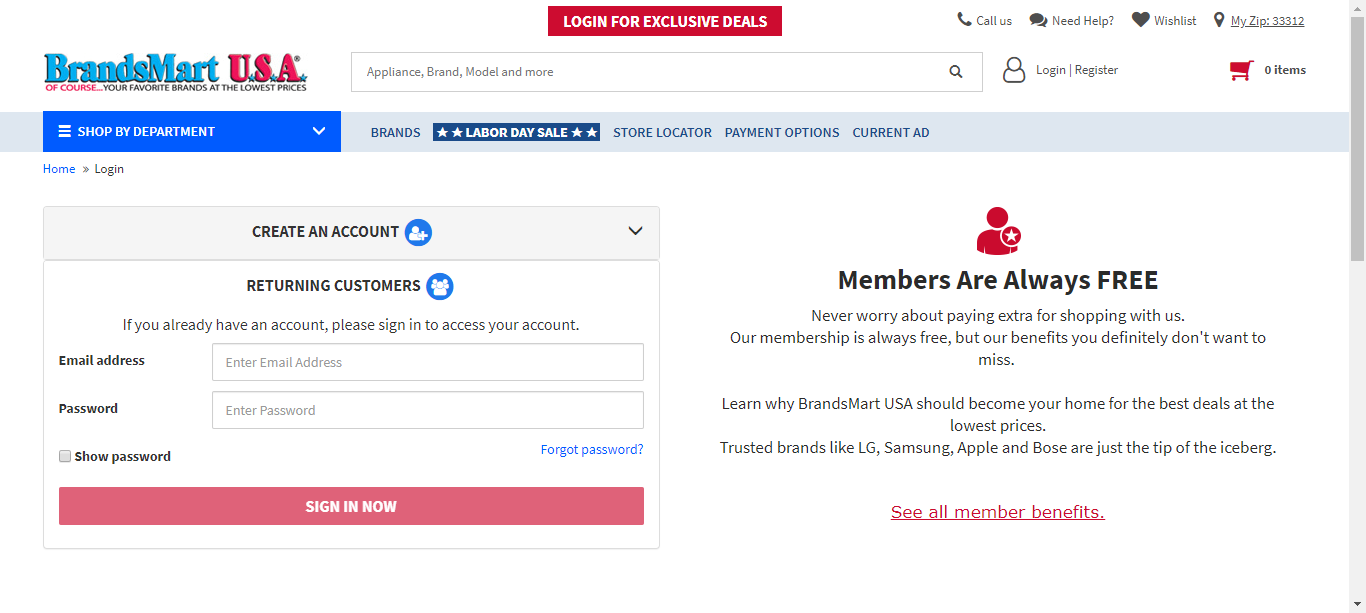 LOGIN FOR EXCLUSIVE DEALS
Call us
Need Help?
Wishlist
My Zip: 33312
BrandsMart U.S.A.®
OF COURSE...YOUR FAVORITE BRANDS AT THE LOWEST PRICES
Appliance, Brand, Model and more
Login | Register
0 items
SHOP BY DEPARTMENT
BRANDS
★ ★ LABOR DAY SALE ★ ★
STORE LOCATOR
PAYMENT OPTIONS
CURRENT AD
Home » Login
CREATE AN ACCOUNT
RETURNING CUSTOMERS
If you already have an account, please sign in to access your account.
Email address
Enter Email Address
Password
Enter Password
Show password
Forgot password?
SIGN IN NOW
Members Are Always FREE
Never worry about paying extra for shopping with us.
Our membership is always free, but our benefits you definitely don't want to
miss.
Learn why BrandsMart USA should become your home for the best deals at the
lowest prices.
Trusted brands like LG, Samsung, Apple and Bose are just the tip of the iceberg.
See all member benefits.